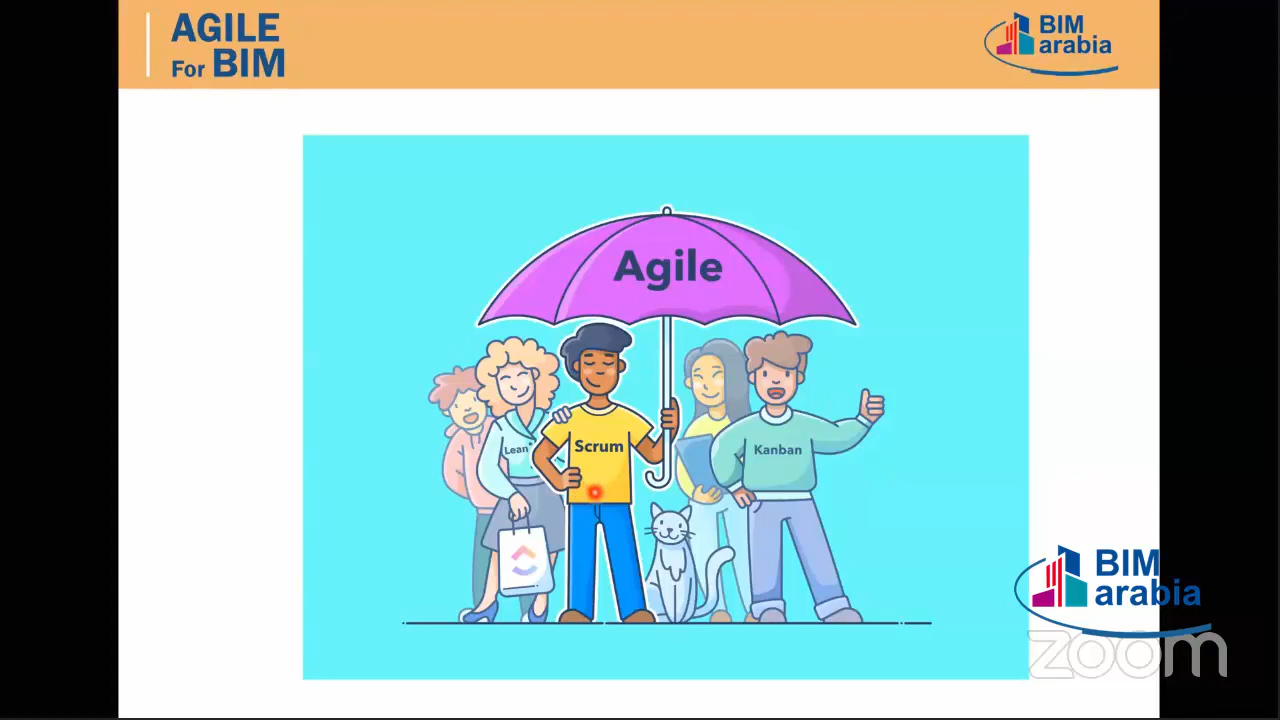 AGILE
For BIM
BIM
arabia
Agile
Lean
Scrum
Kanban
BIM
arabia
zoom